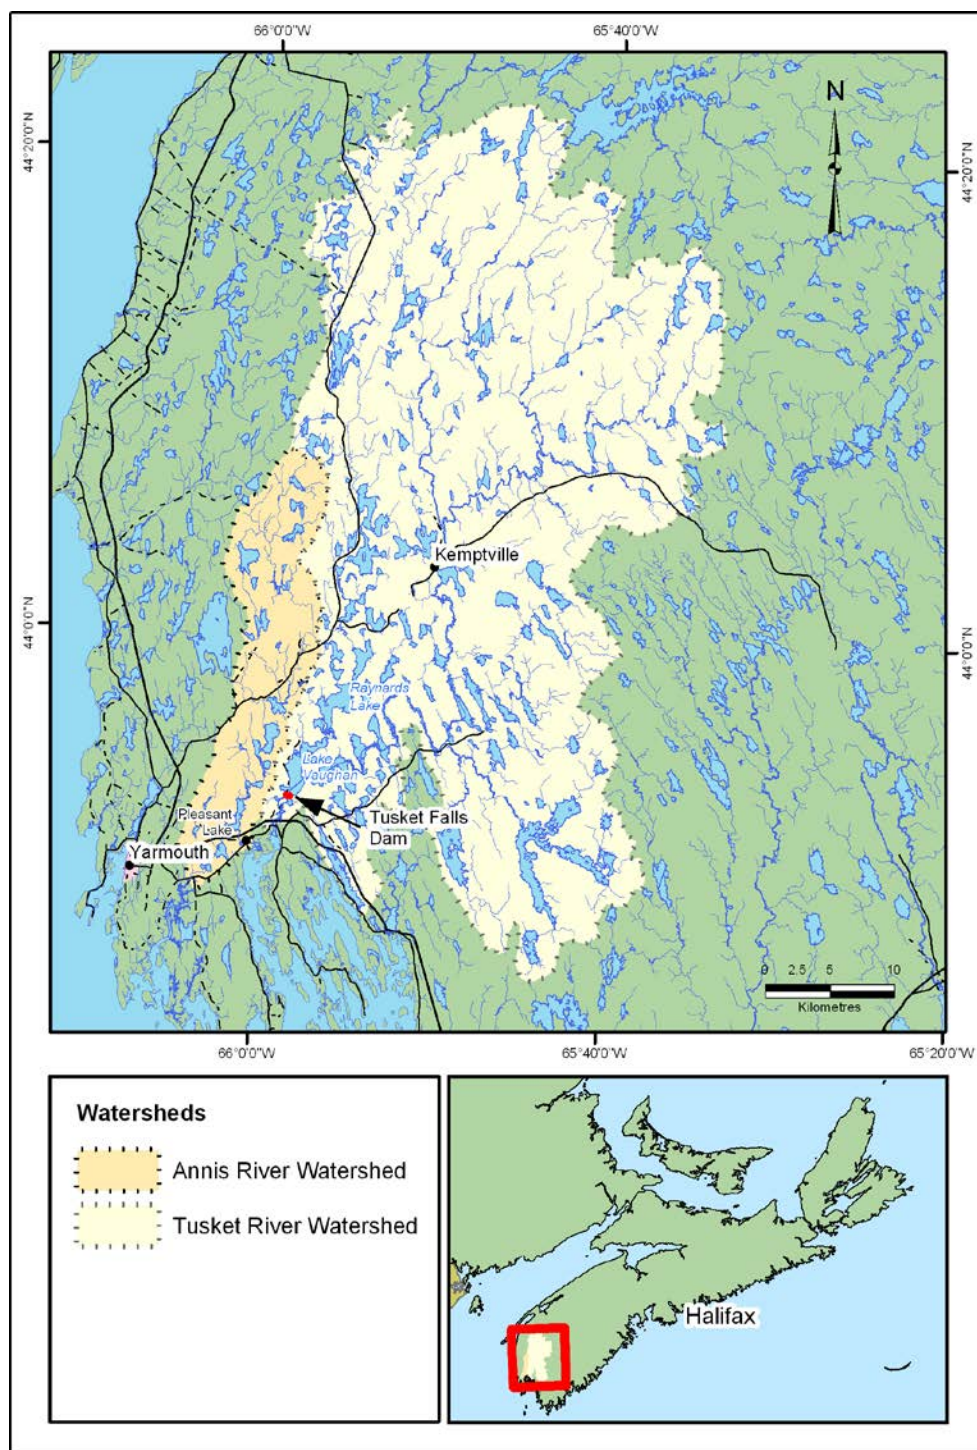 66°0'0"W
65°40'0"W
44°20'0"N
44°20'0"N
N
Kemptville
44°0'0"N
44°0'0"N
Raynards
Lake
Lake
Vaughan
Tusket Falls
Dam
Pleasant
Lake
Yarmouth
0 2.5 5 10
Kilometres
66°0'0"W
65°40'0"W
65°20'0"W
Watersheds
Annis River Watershed
Tusket River Watershed
Halifax